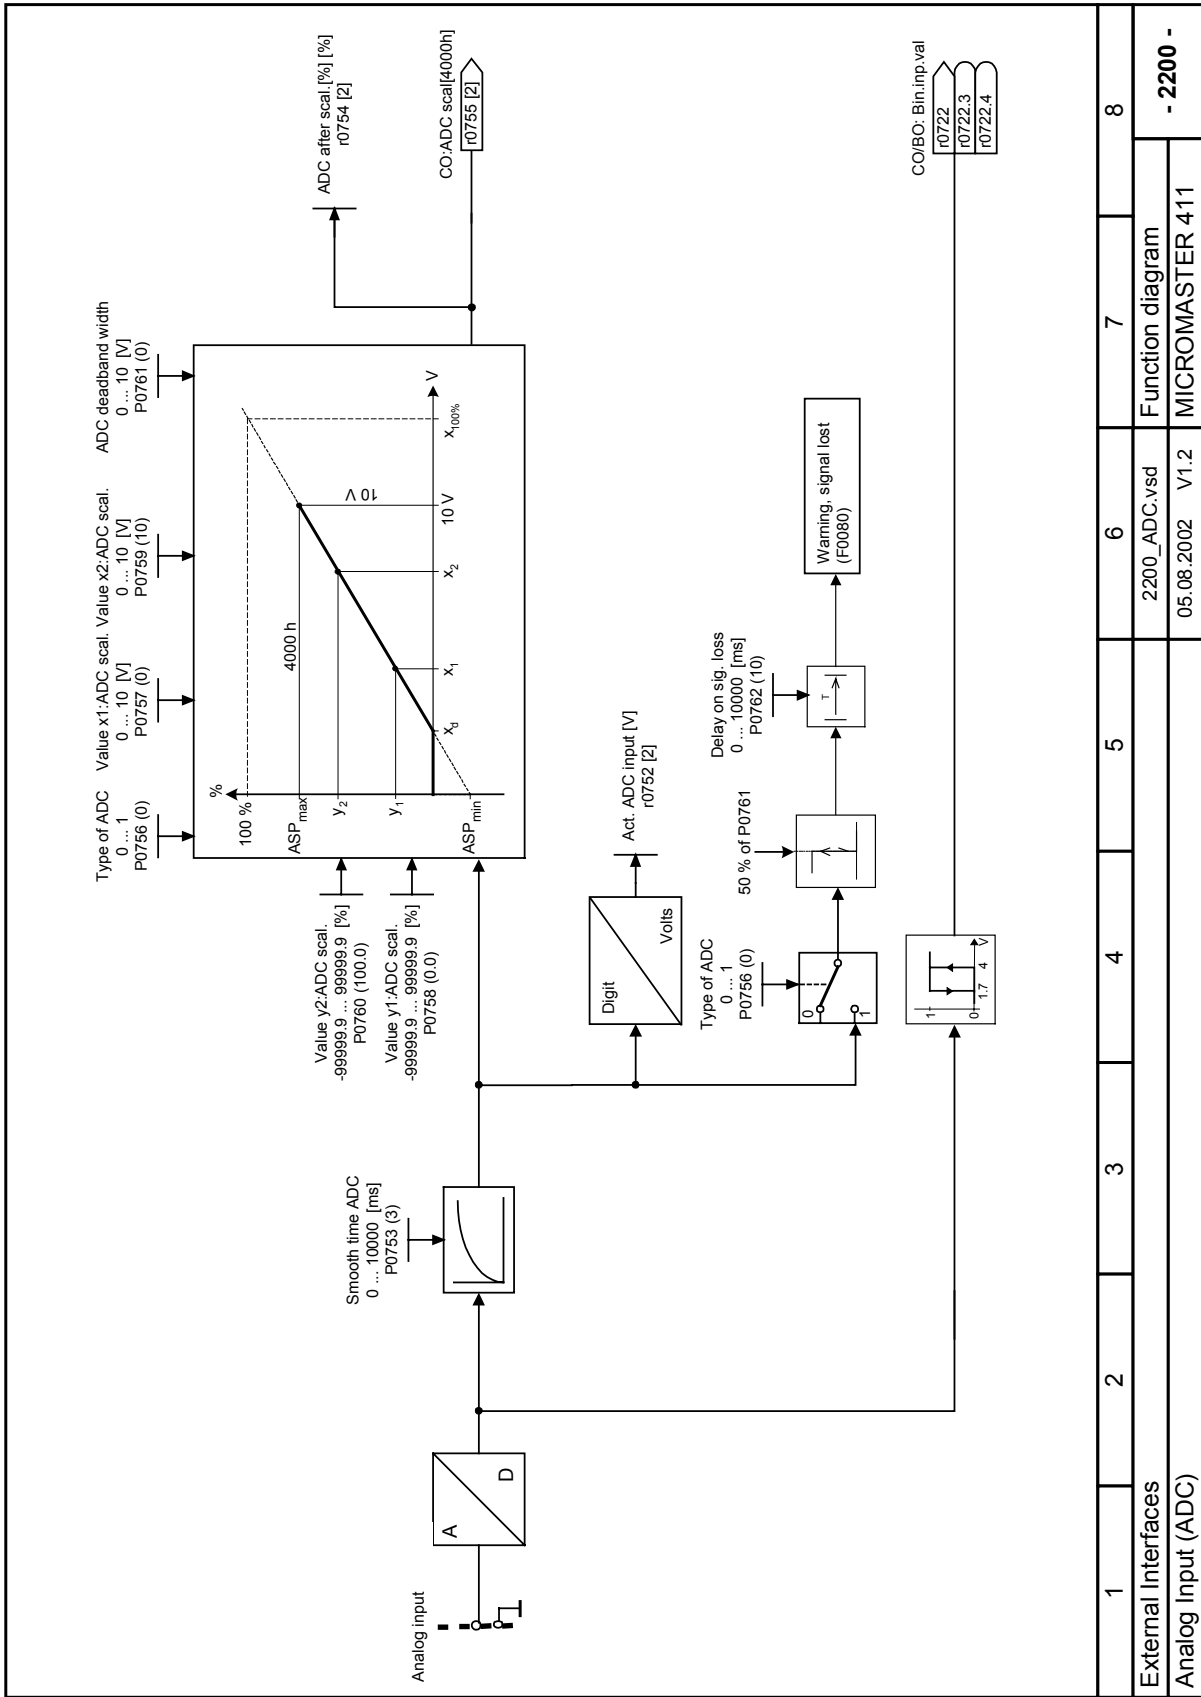 Analog input
A
D
Smooth time ADC
0 ... 10000 [ms]
P0753 (3)
Type of ADC
0 ... 1
P0756 (0)
Value x1:ADC scal.
0 ... 10 [V]
P0757 (0)
Value x2:ADC scal.
0 ... 10 [V]
P0759 (10)
ADC deadband width
0 ... 10 [V]
P0761 (0)
Value y2:ADC scal.
-99999.9 ... 99999.9 [%]
P0760 (100.0)
Value y1:ADC scal.
-99999.9 ... 99999.9 [%]
P0758 (0.0)
%
100 %
ASPmax
y2
y1
ASPmin
4000 h
10 V
xd
x1
x2
10 V
x100%
V
ADC after scal.[%] [%]
r0754 [2]
CO:ADC scal[4000h]
r0755 [2]
Digit
Volts
Act. ADC input [V]
r0752 [2]
Type of ADC
0 ... 1
P0756 (0)
0
1
50 % of P0761
Delay on sig. loss
0 ... 10000 [ms]
P0762 (10)
T
Warning, signal lost
(F0080)
1
0
1.7 4 V
CO/BO: Bin.inp.val
r0722
r0722.3
r0722.4
1 2 3 4 5 6 7 8
External Interfaces
2200_ADC.vsd
Function diagram
- 2200 -
Analog Input (ADC)
05.08.2002 V1.2
MICROMASTER 411